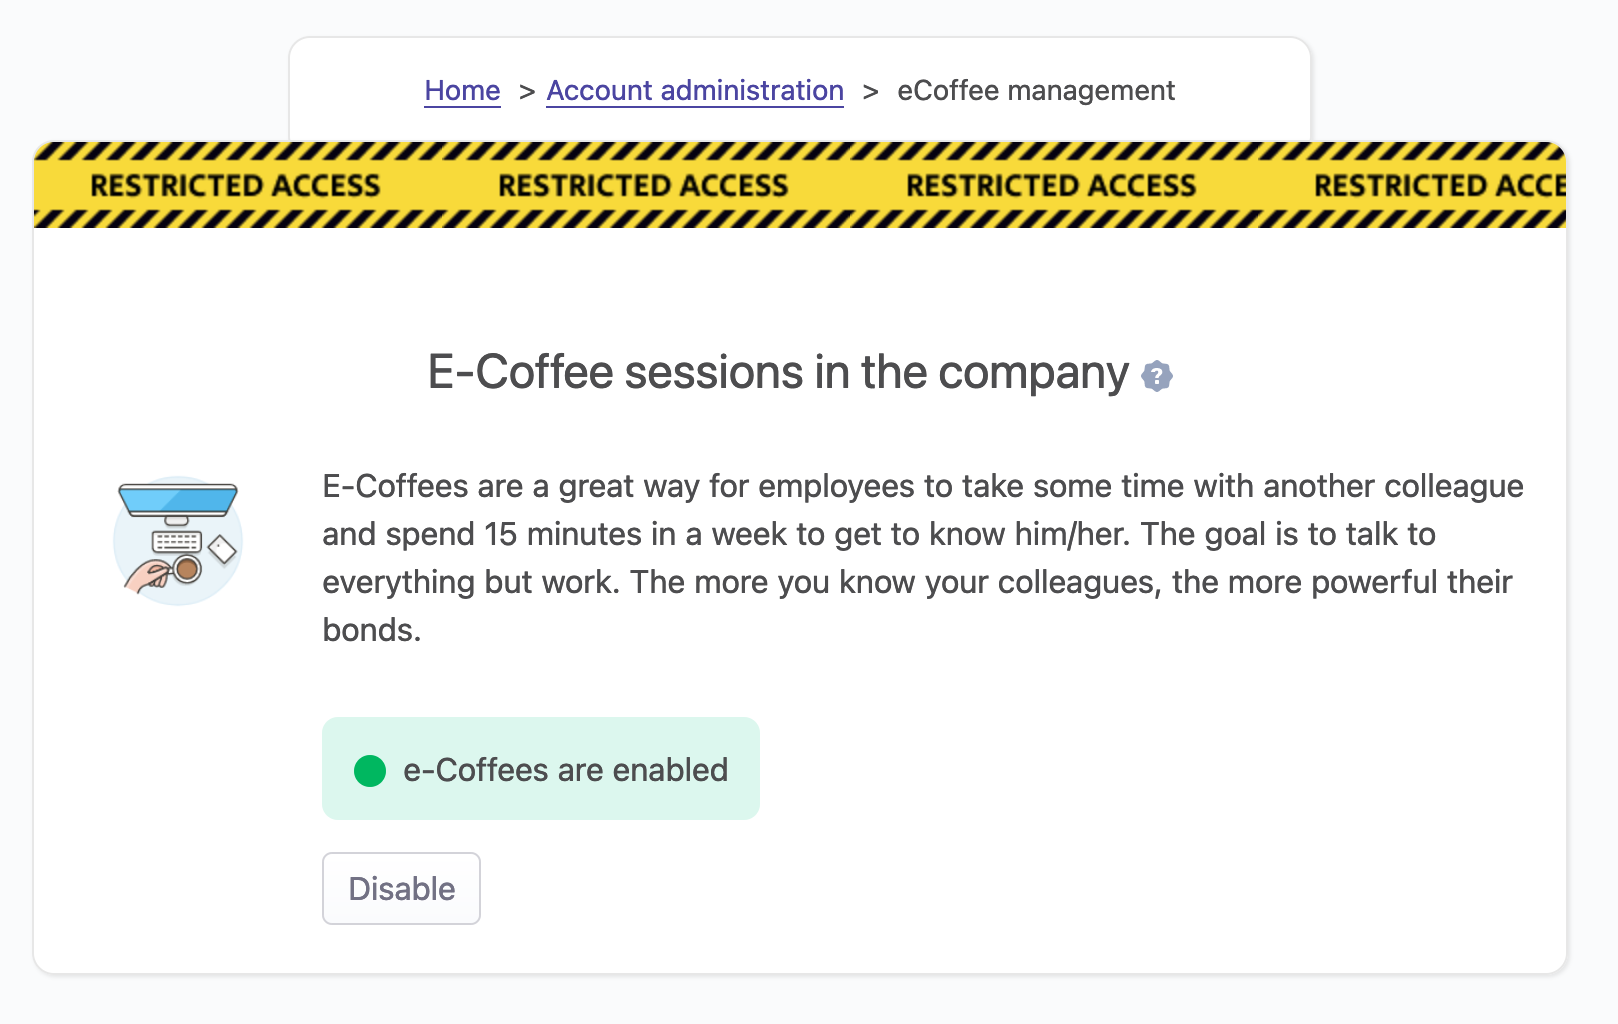 Home > Account administration > eCoffee management
RESTRICTED ACCESS RESTRICTED ACCESS RESTRICTED ACCESS RESTRICTED ACCE
E-Coffee sessions in the company ?
E-Coffees are a great way for employees to take some time with another colleague
and spend 15 minutes in a week to get to know him/her. The goal is to talk to
everything but work. The more you know your colleagues, the more powerful their
bonds.
e-Coffees are enabled
Disable